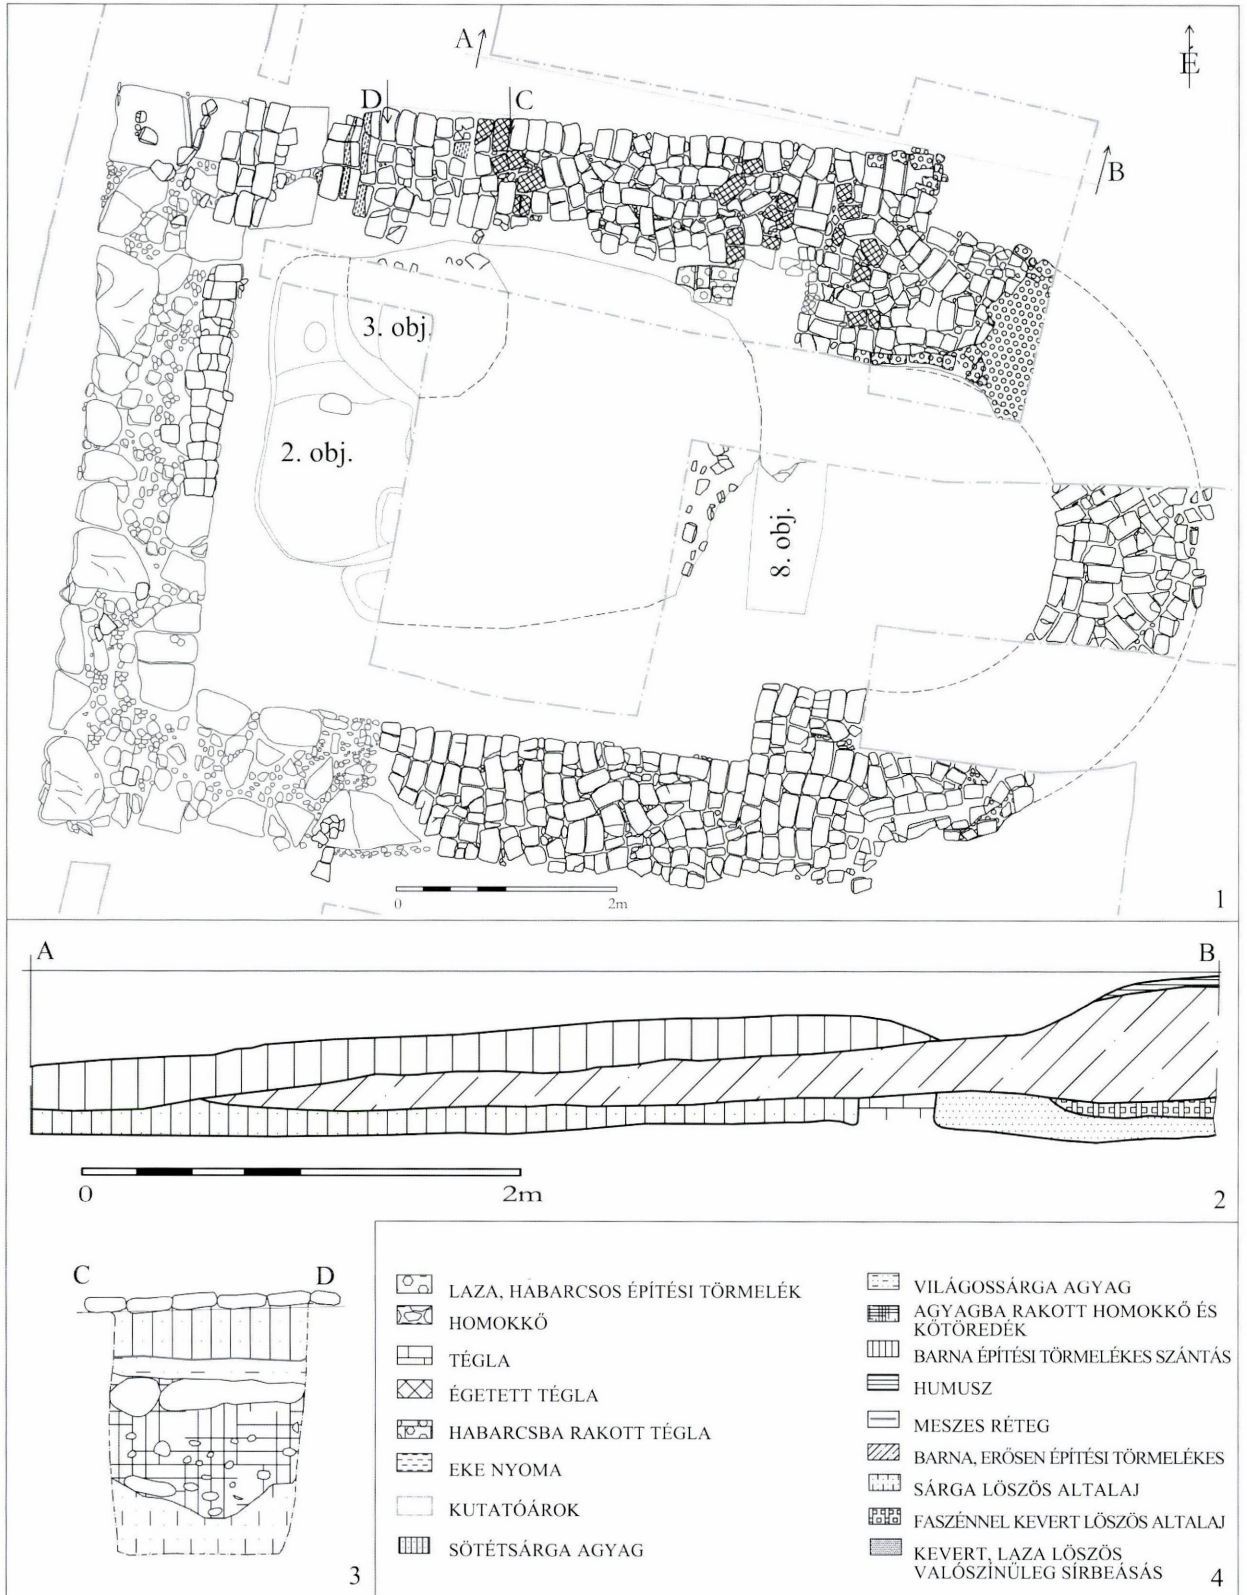 A
É
D
C
B
3. obj.
2. obj.
8. obj.
0 2m
1
A B
0 2m
2
C D
3
LAZA, HABARCSOS ÉPÍTÉSI TÖRMELÉK
HOMOKKŐ
TÉGLA
ÉGETETT TÉGLA
HABARCSBA RAKOTT TÉGLA
EKE NYOMA
KUTATÓÁROK
SÖTÉTSÁRGA AGYAG
VILÁGOSSÁRGA AGYAG
AGYAGBA RAKOTT HOMOKKŐ ÉS
KŐTÖREDÉK
BARNA ÉPÍTÉSI TÖRMELÉKES SZÁNTÁS
HUMUSZ
MESZES RÉTEG
BARNA, ERŐSEN ÉPÍTÉSI TÖRMELÉKES
SÁRGA LÖSZÖS ALTALAJ
FASZÉNNEL KEVERT LÖSZÖS ALTALAJ
KEVERT, LAZA LÖSZÖS
VALÓSZÍNŰLEG SÍRBEÁSÁS
4